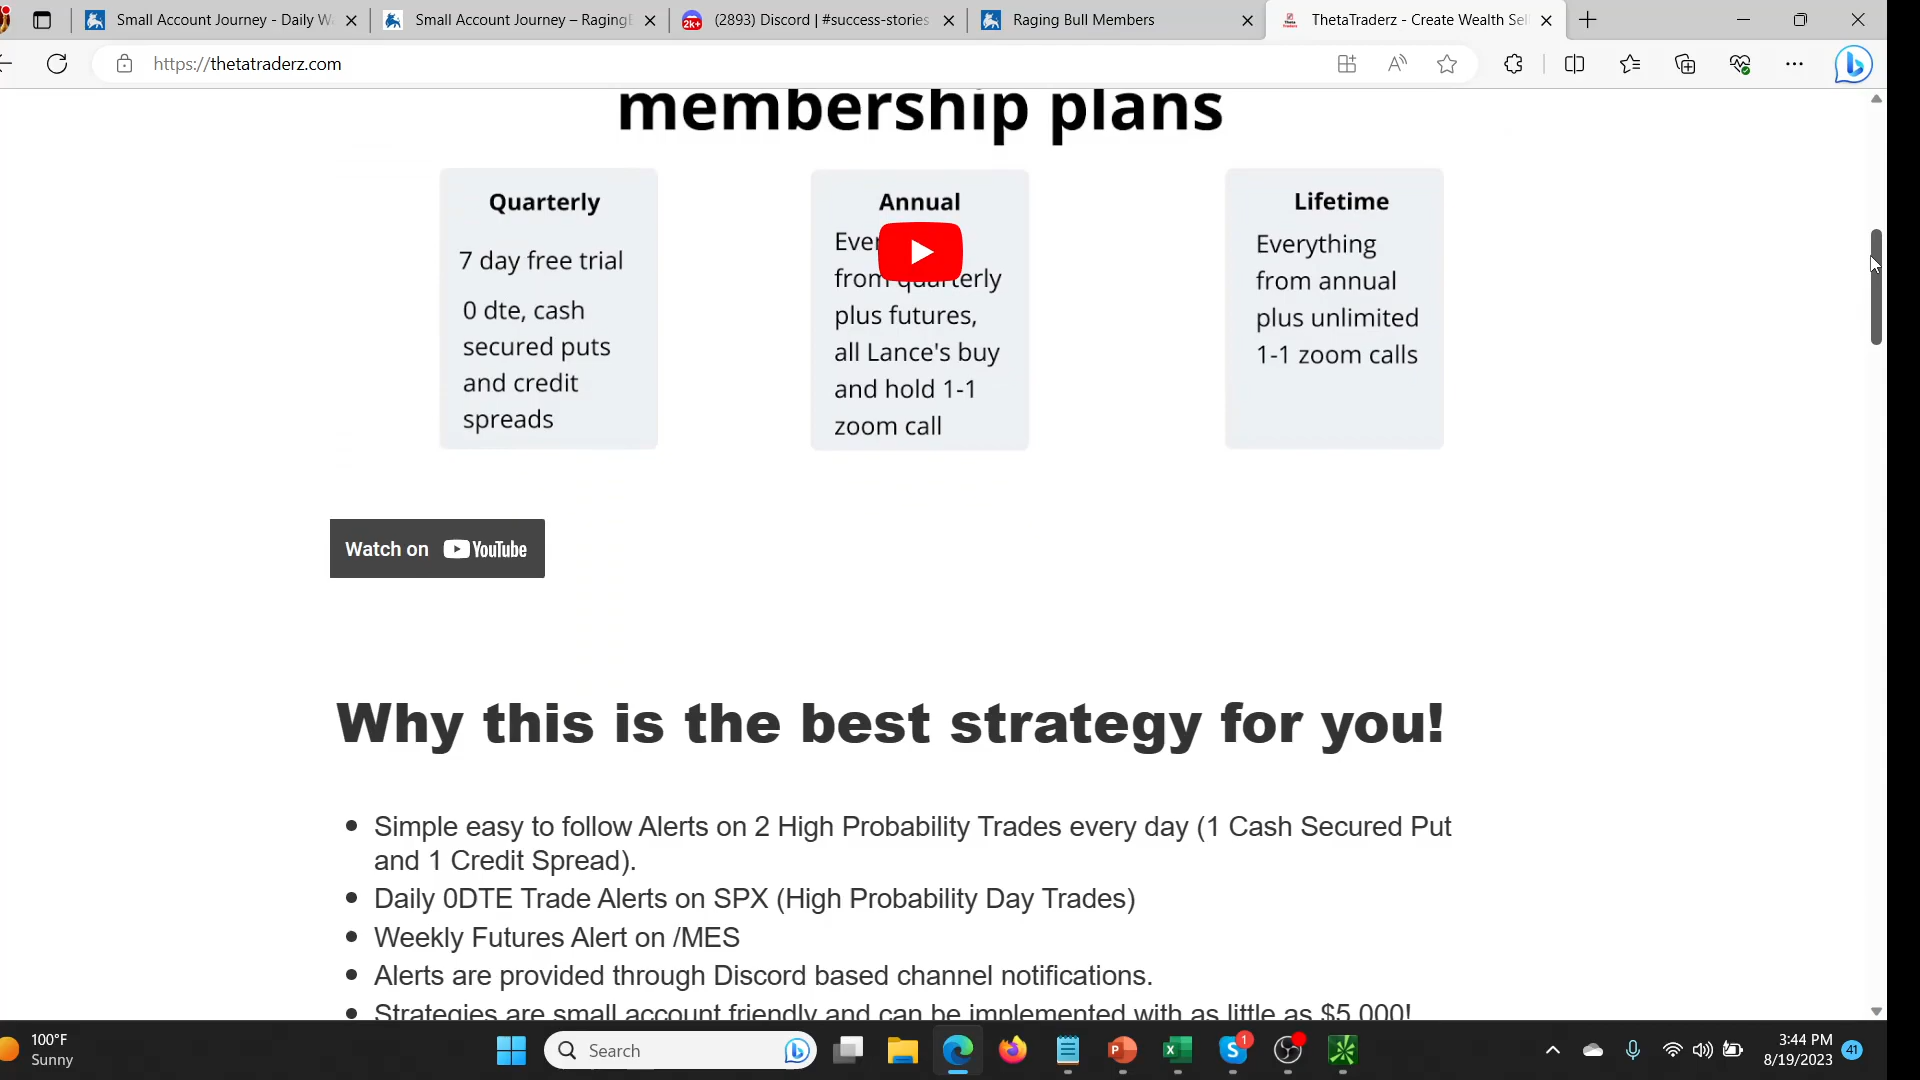 Small Account Journey - Daily W
Small Account Journey – RagingB
(2893) Discord | #success-stories
Raging Bull Members
ThetaTraderz - Create Wealth Sel
https://thetatraderz.com
membership plans
Quarterly
7 day free trial
0 dte, cash
secured puts
and credit
spreads
Annual
Ever
from quarterly
plus futures,
all Lance's buy
and hold 1-1
zoom call
Lifetime
Everything
from annual
plus unlimited
1-1 zoom calls
Watch on YouTube
Why this is the best strategy for you!
Simple easy to follow Alerts on 2 High Probability Trades every day (1 Cash Secured Put
and 1 Credit Spread).
Daily 0DTE Trade Alerts on SPX (High Probability Day Trades)
Weekly Futures Alert on /MES
Alerts are provided through Discord based channel notifications.
Strategies are small account friendly and can be implemented with as little as $5,000!
100°F
Sunny
Search
1
3:44 PM
8/19/2023
41